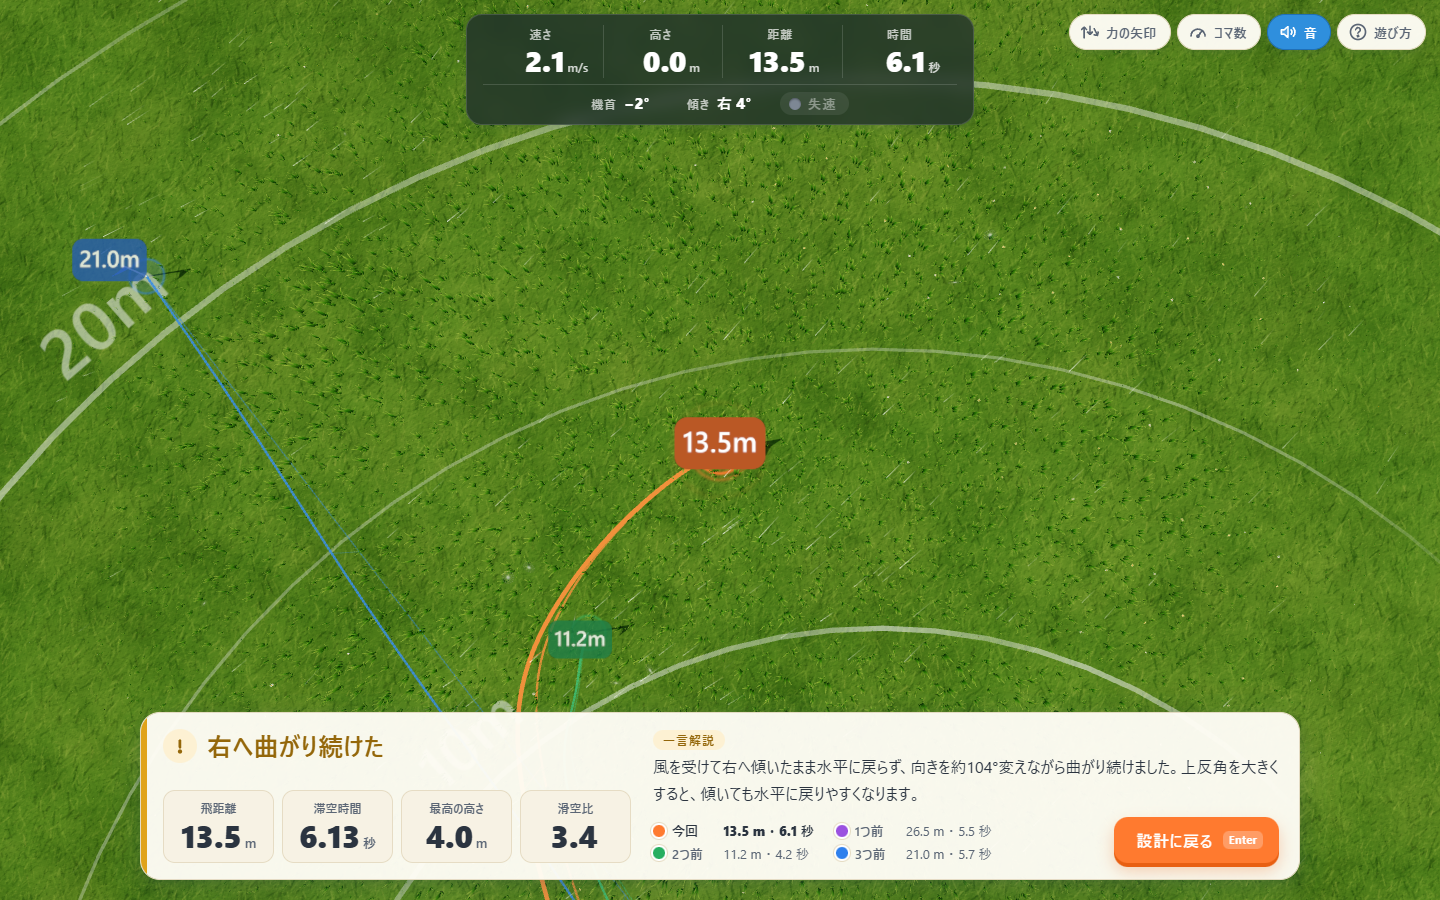 速さ 高さ 距離 時間
2.1 m/s 0.0 m 13.5 m 6.1 秒
機首 −2° 傾き 右 4° 失速
力の矢印 コマ数 音 遊び方
21.0m
20m
13.5m
11.2m
10m
! 右へ曲がり続けた
飛距離 滞空時間 最高の高さ 滑空比
13.5 m 6.13 秒 4.0 m 3.4
一言解説
風を受けて右へ傾いたまま水平に戻らず、向きを約104°変えながら曲がり続けました。上反角を大きく
すると、傾いても水平に戻りやすくなります。
今回 13.5 m · 6.1 秒 1つ前 26.5 m · 5.5 秒
2つ前 11.2 m · 4.2 秒 3つ前 21.0 m · 5.7 秒
設計に戻る Enter